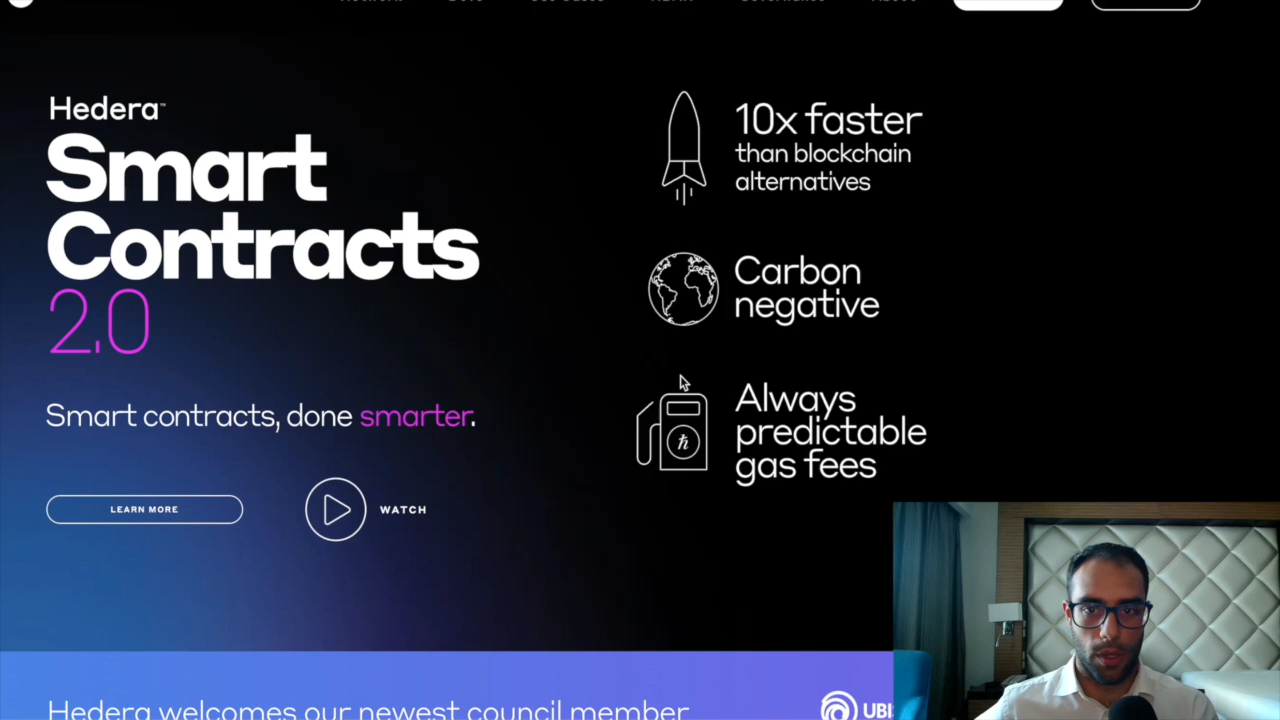 Hedera™
Smart
Contracts
2.0
Smart contracts, done smarter.
LEARN MORE
WATCH
10x faster
than blockchain
alternatives
Carbon
negative
Always
predictable
gas fees
ℏ
Hedera welcomes our newest council member